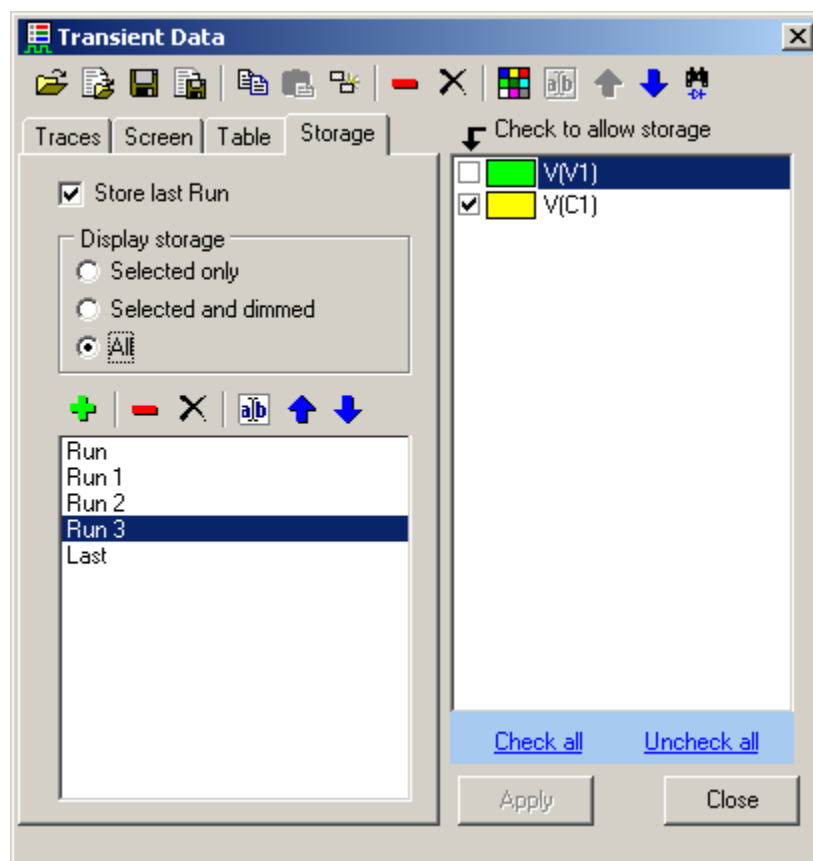 Transient Data
Traces Screen Table Storage
Store last Run
Display storage
Selected only
Selected and dimmed
All
a b
Run
Run 1
Run 2
Run 3
Last
Check to allow storage
V(V1)
V(C1)
Check all Uncheck all
Apply Close